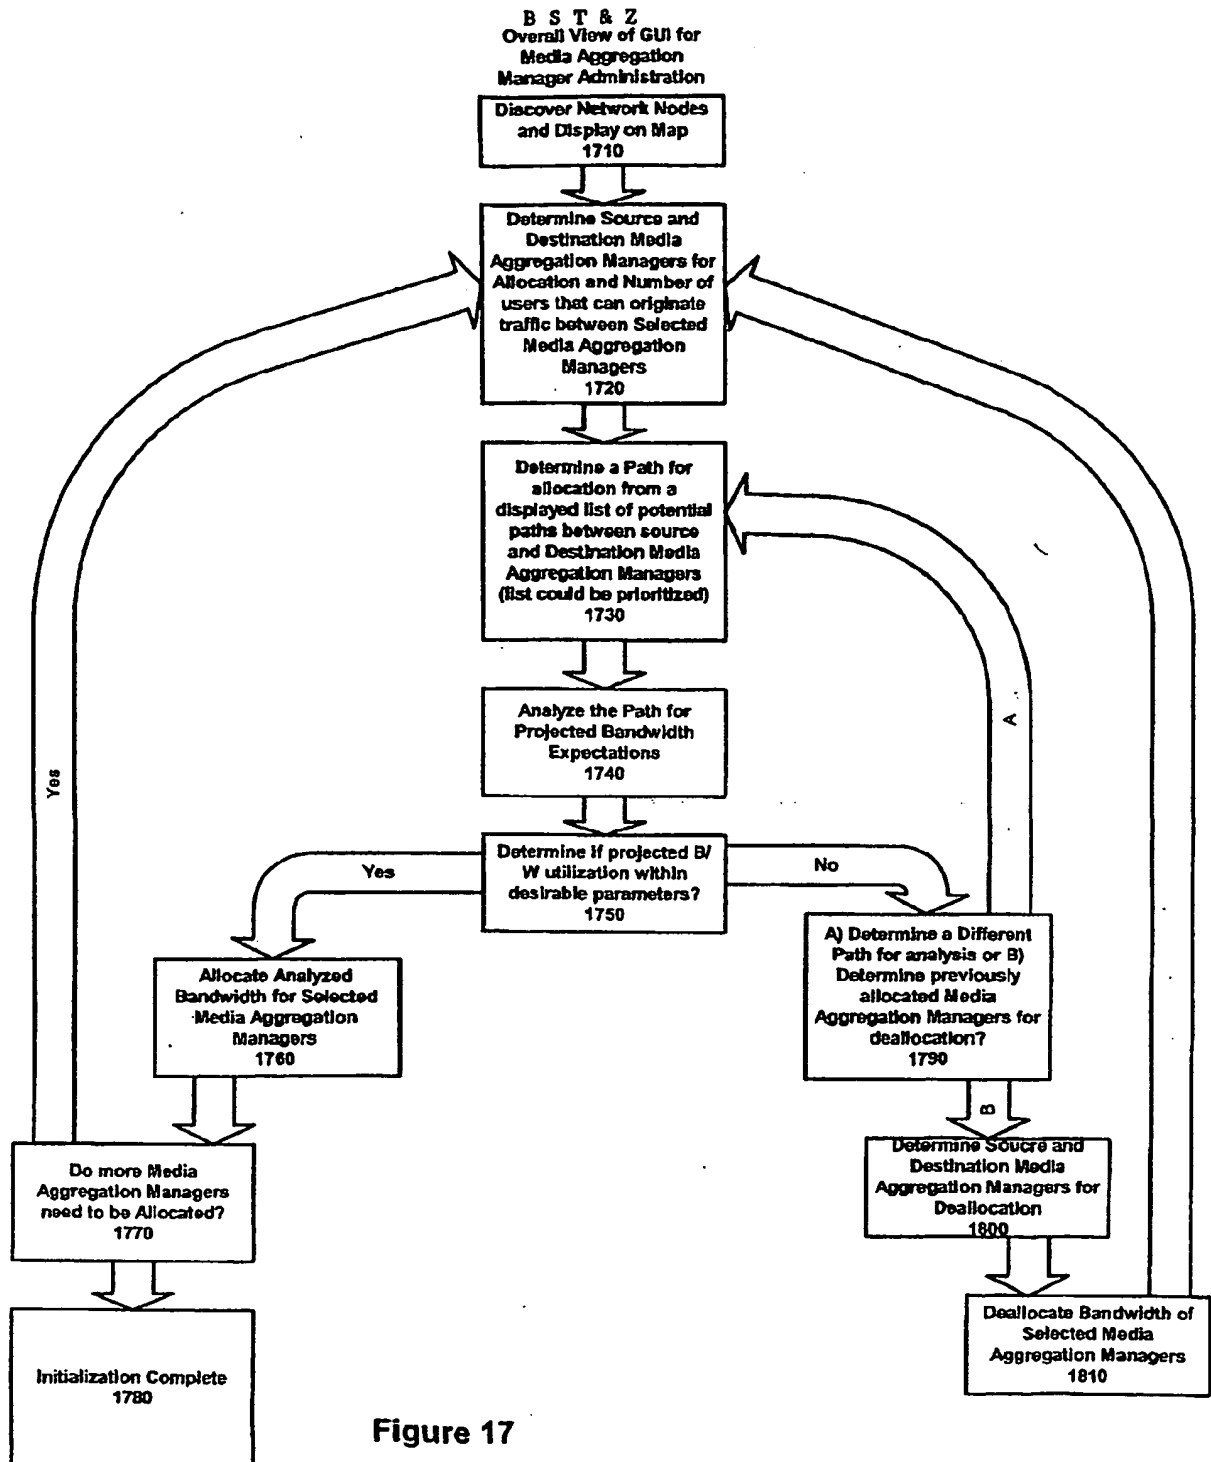 B S T & Z
Overall View of GUI for
Media Aggregation
Manager Administration
Discover Network Nodes
and Display on Map
1710
Determine Source and
Destination Media
Aggregation Managers for
Allocation and Number of
users that can originate
traffic between Selected
Media Aggregation
Managers
1720
Determine a Path for
allocation from a
displayed list of potential
paths between source
and Destination Media
Aggregation Managers
(list could be prioritized)
1730
Analyze the Path for
Projected Bandwidth
Expectations
1740
Determine if projected B/
W utilization within
desirable parameters?
1750
Yes
No
Yes
A
Allocate Analyzed
Bandwidth for Selected
Media Aggregation
Managers
1760
A) Determine a Different
Path for analysis or B)
Determine previously
allocated Media
Aggregation Managers for
deallocation?
1790
B
Do more Media
Aggregation Managers
need to be Allocated?
1770
Determine Soucre and
Destination Media
Aggregation Managers for
Deallocation
1800
Initialization Complete
1780
Deallocate Bandwidth of
Selected Media
Aggregation Managers
1810
Figure 17